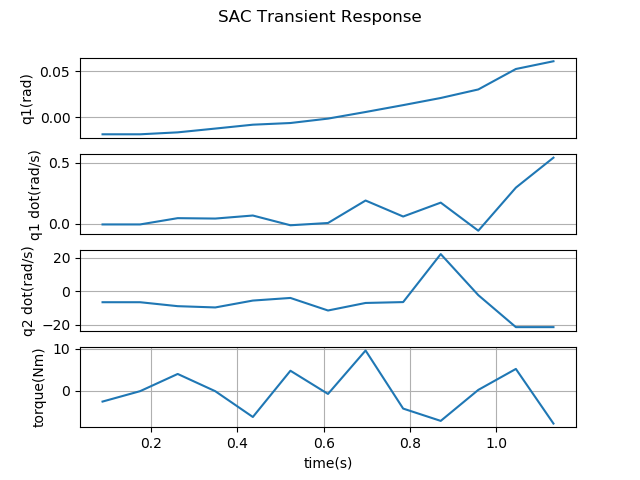 SAC Transient Response
q1(rad)
0.05
0.00
q1 dot(rad/s)
0.5
0.0
q2 dot(rad/s)
20
0
−20
torque(Nm)
10
0
0.2 0.4 0.6 0.8 1.0
time(s)